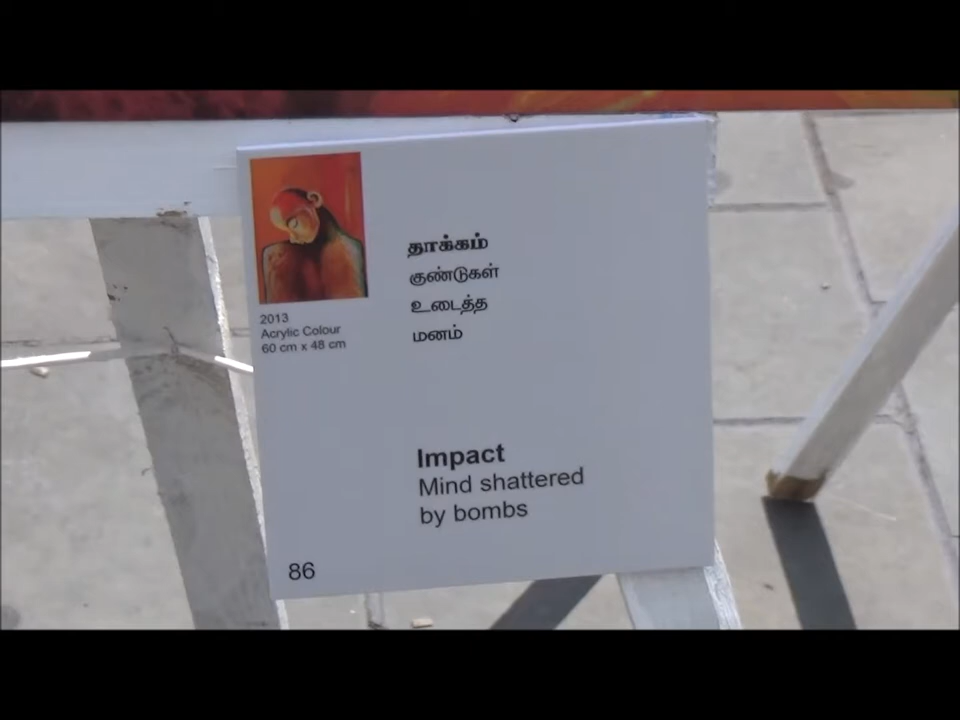 2013
Acrylic Colour
60 cm x 48 cm
தாக்கம்
குண்டுகள்
உடைத்த
மனம்
Impact
Mind shattered
by bombs
86